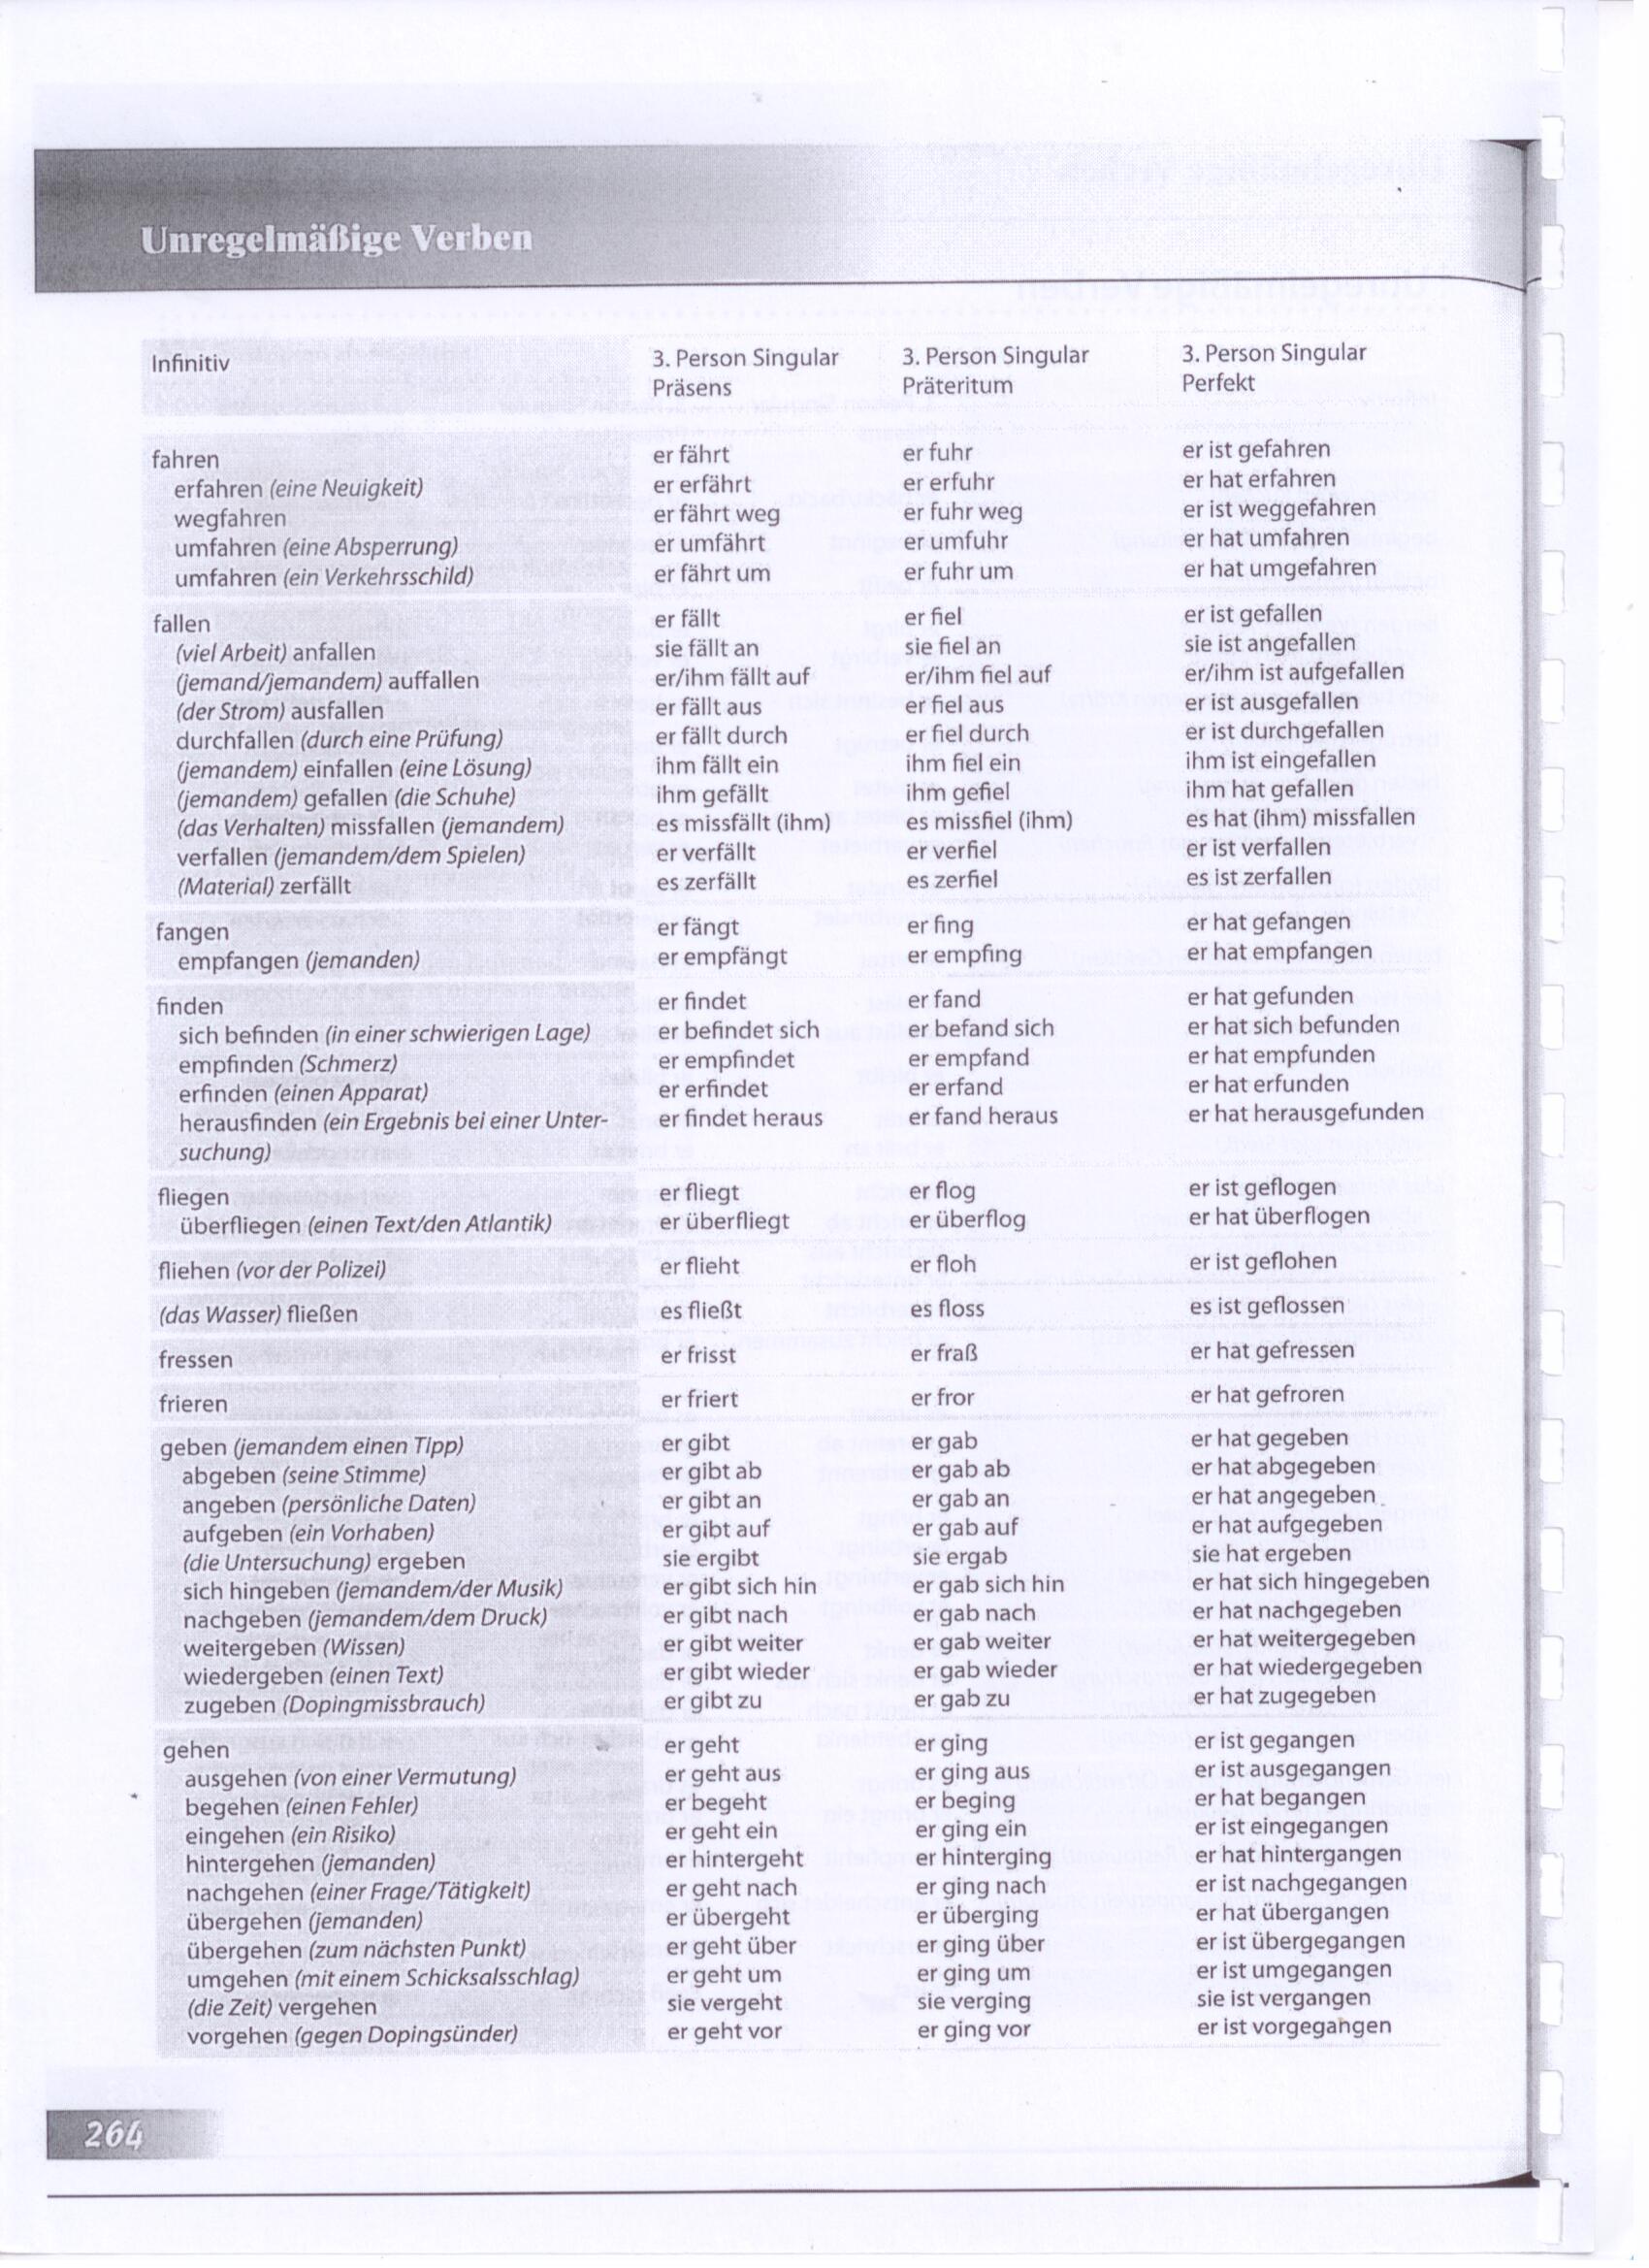 Unregelmäßige Verben
Infinitiv 3. Person Singular 3. Person Singular 3. Person Singular
Präsens Präteritum Perfekt
fahren er fährt er fuhr er ist gefahren
erfahren (eine Neuigkeit) er erfährt er erfuhr er hat erfahren
wegfahren er fährt weg er fuhr weg er ist weggefahren
umfahren (eine Absperrung) er umfährt er umfuhr er hat umfahren
umfahren (ein Verkehrsschild) er fährt um er fuhr um er hat umgefahren
fallen er fällt er fiel er ist gefallen
(viel Arbeit) anfallen sie fällt an sie fiel an sie ist angefallen
(jemand/jemandem) auffallen er/ihm fällt auf er/ihm fiel auf er/ihm ist aufgefallen
(der Strom) ausfallen er fällt aus er fiel aus er ist ausgefallen
durchfallen (durch eine Prüfung) er fällt durch er fiel durch er ist durchgefallen
(jemandem) einfallen (eine Lösung) ihm fällt ein ihm fiel ein ihm ist eingefallen
(jemandem) gefallen (die Schuhe) ihm gefällt ihm gefiel ihm hat gefallen
(das Verhalten) missfallen (jemandem) es missfällt (ihm) es missfiel (ihm) es hat (ihm) missfallen
verfallen (jemandem/dem Spielen) er verfällt er verfiel er ist verfallen
(Material) zerfällt es zerfällt es zerfiel es ist zerfallen
fangen er fängt er fing er hat gefangen
empfangen (jemanden) er empfängt er empfing er hat empfangen
finden er findet er fand er hat gefunden
sich befinden (in einer schwierigen Lage) er befindet sich er befand sich er hat sich befunden
empfinden (Schmerz) er empfindet er empfand er hat empfunden
erfinden (einen Apparat) er erfindet er erfand er hat erfunden
herausfinden (ein Ergebnis bei einer Unter- er findet heraus er fand heraus er hat herausgefunden
suchung)
fliegen er fliegt er flog er ist geflogen
überfliegen (einen Text/den Atlantik) er überfliegt er überflog er hat überflogen
fliehen (vor der Polizei) er flieht er floh er ist geflohen
(das Wasser) fließen es fließt es floss es ist geflossen
fressen er frisst er fraß er hat gefressen
frieren er friert er fror er hat gefroren
geben (jemandem einen Tipp) er gibt er gab er hat gegeben
abgeben (seine Stimme) er gibt ab er gab ab er hat abgegeben
angeben (persönliche Daten) er gibt an er gab an er hat angegeben
aufgeben (ein Vorhaben) er gibt auf er gab auf er hat aufgegeben
(die Untersuchung) ergeben sie ergibt sie ergab sie hat ergeben
sich hingeben (jemandem/der Musik) er gibt sich hin er gab sich hin er hat sich hingegeben
nachgeben (jemandem/dem Druck) er gibt nach er gab nach er hat nachgegeben
weitergeben (Wissen) er gibt weiter er gab weiter er hat weitergegeben
wiedergeben (einen Text) er gibt wieder er gab wieder er hat wiedergegeben
zugeben (Dopingmissbrauch) er gibt zu er gab zu er hat zugegeben
gehen er geht er ging er ist gegangen
ausgehen (von einer Vermutung) er geht aus er ging aus er ist ausgegangen
begehen (einen Fehler) er begeht er beging er hat begangen
eingehen (ein Risiko) er geht ein er ging ein er ist eingegangen
hintergehen (jemanden) er hintergeht er hinterging er hat hintergangen
nachgehen (einer Frage/Tätigkeit) er geht nach er ging nach er ist nachgegangen
übergehen (jemanden) er übergeht er überging er hat übergangen
übergehen (zum nächsten Punkt) er geht über er ging über er ist übergegangen
umgehen (mit einem Schicksalsschlag) er geht um er ging um er ist umgegangen
(die Zeit) vergehen sie vergeht sie verging sie ist vergangen
vorgehen (gegen Dopingsünder) er geht vor er ging vor er ist vorgegangen
264